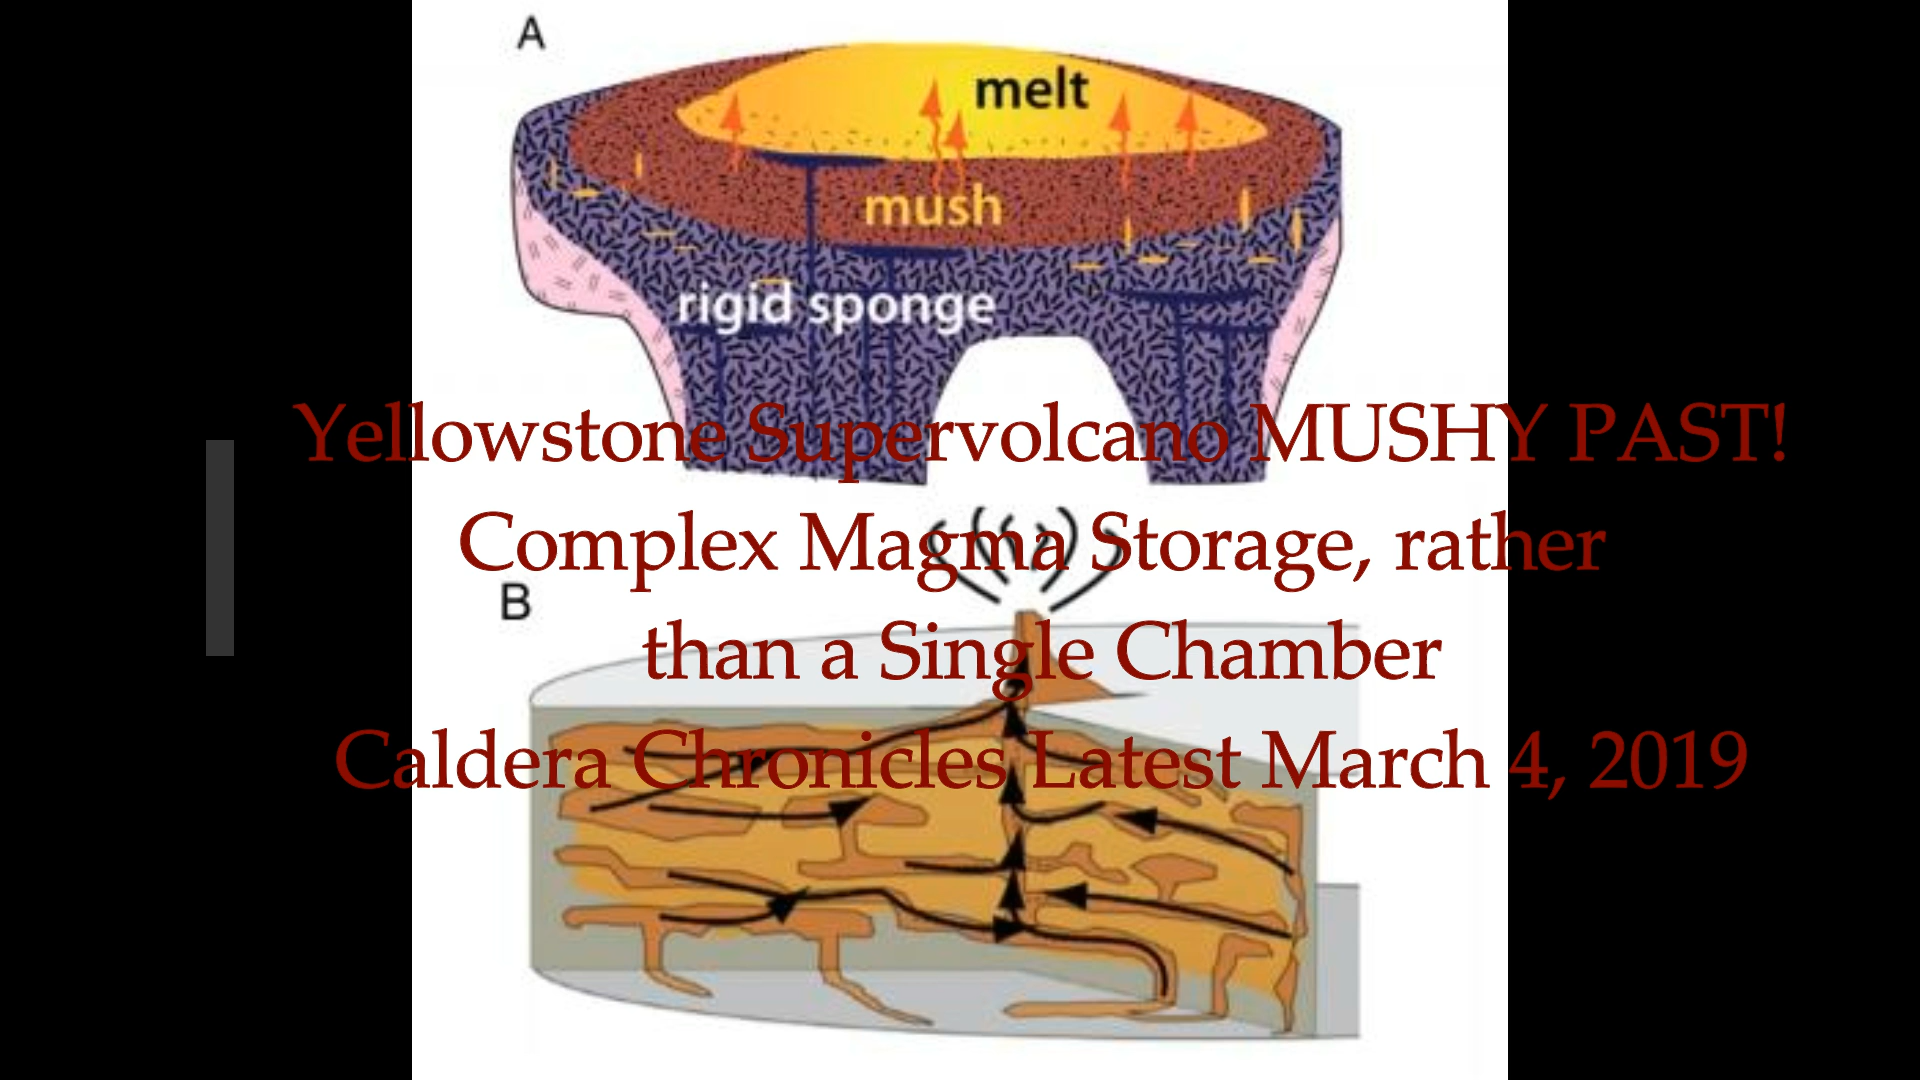 A
melt
mush
rigid sponge
Yellowstone Supervolcano MUSHY PAST!
Complex Magma Storage, rather
than a Single Chamber
Caldera Chronicles Latest March 4, 2019
B